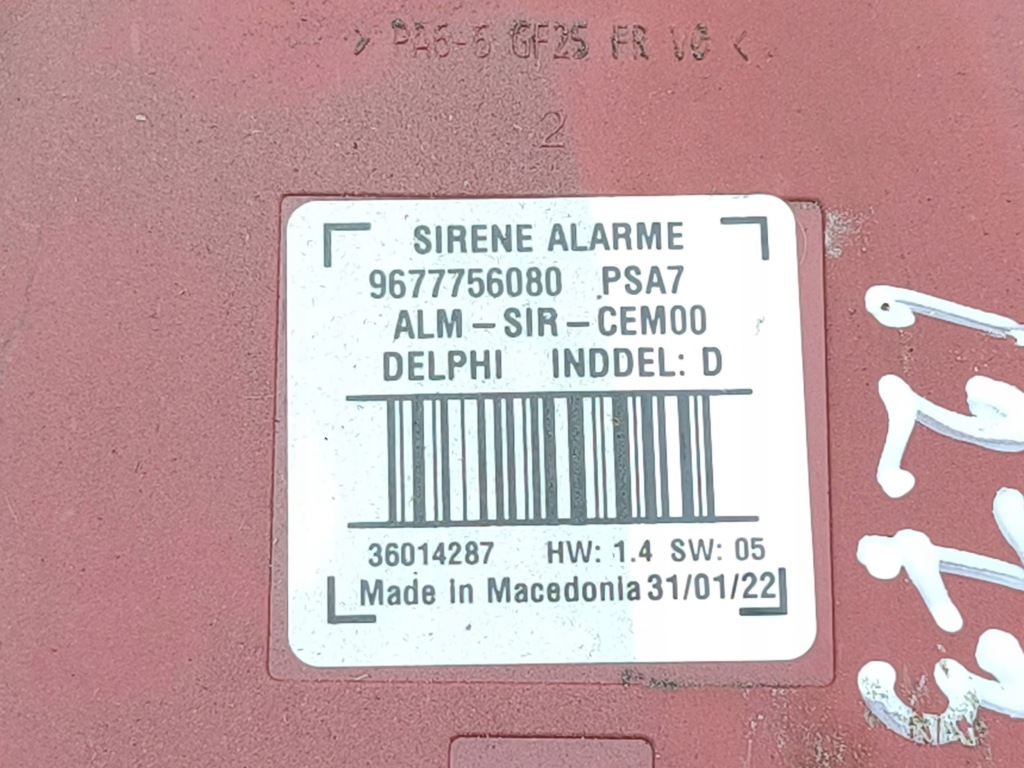 > PA6-6 GF25 FR V0 <
2
SIRENE ALARME
9677756080 PSA7
ALM-SIR-CEM00
DELPHI INDDEL: D
36014287 HW: 1.4 SW: 05
Made in Macedonia 31/01/22